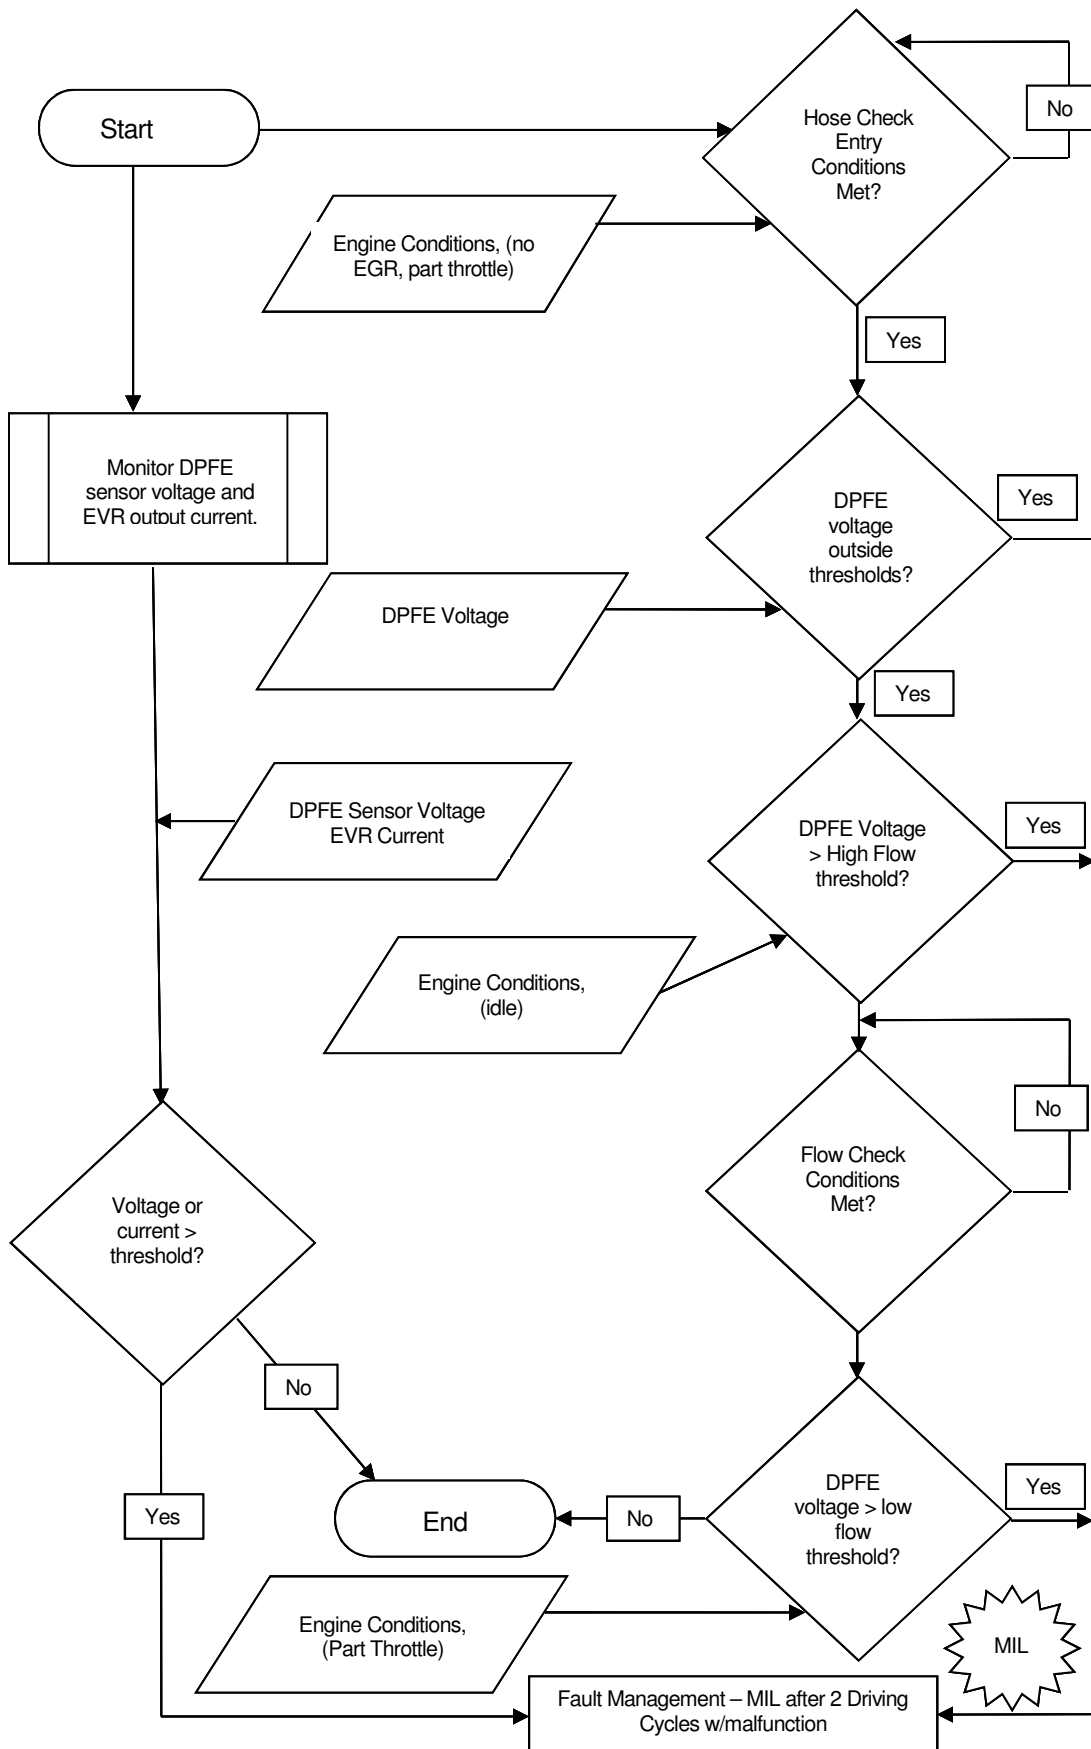 Start
Hose Check
Entry
Conditions
Met?
No
Engine Conditions, (no
EGR, part throttle)
Yes
Monitor DPFE
sensor voltage and
EVR output current.
DPFE
voltage
outside
thresholds?
Yes
DPFE Voltage
Yes
DPFE Sensor Voltage
EVR Current
DPFE Voltage
> High Flow
threshold?
Yes
Engine Conditions,
(idle)
Flow Check
Conditions
Met?
No
Voltage or
current >
threshold?
No
Yes
End
No
DPFE
voltage > low
flow
threshold?
Yes
Engine Conditions,
(Part Throttle)
MIL
Fault Management – MIL after 2 Driving
Cycles w/malfunction